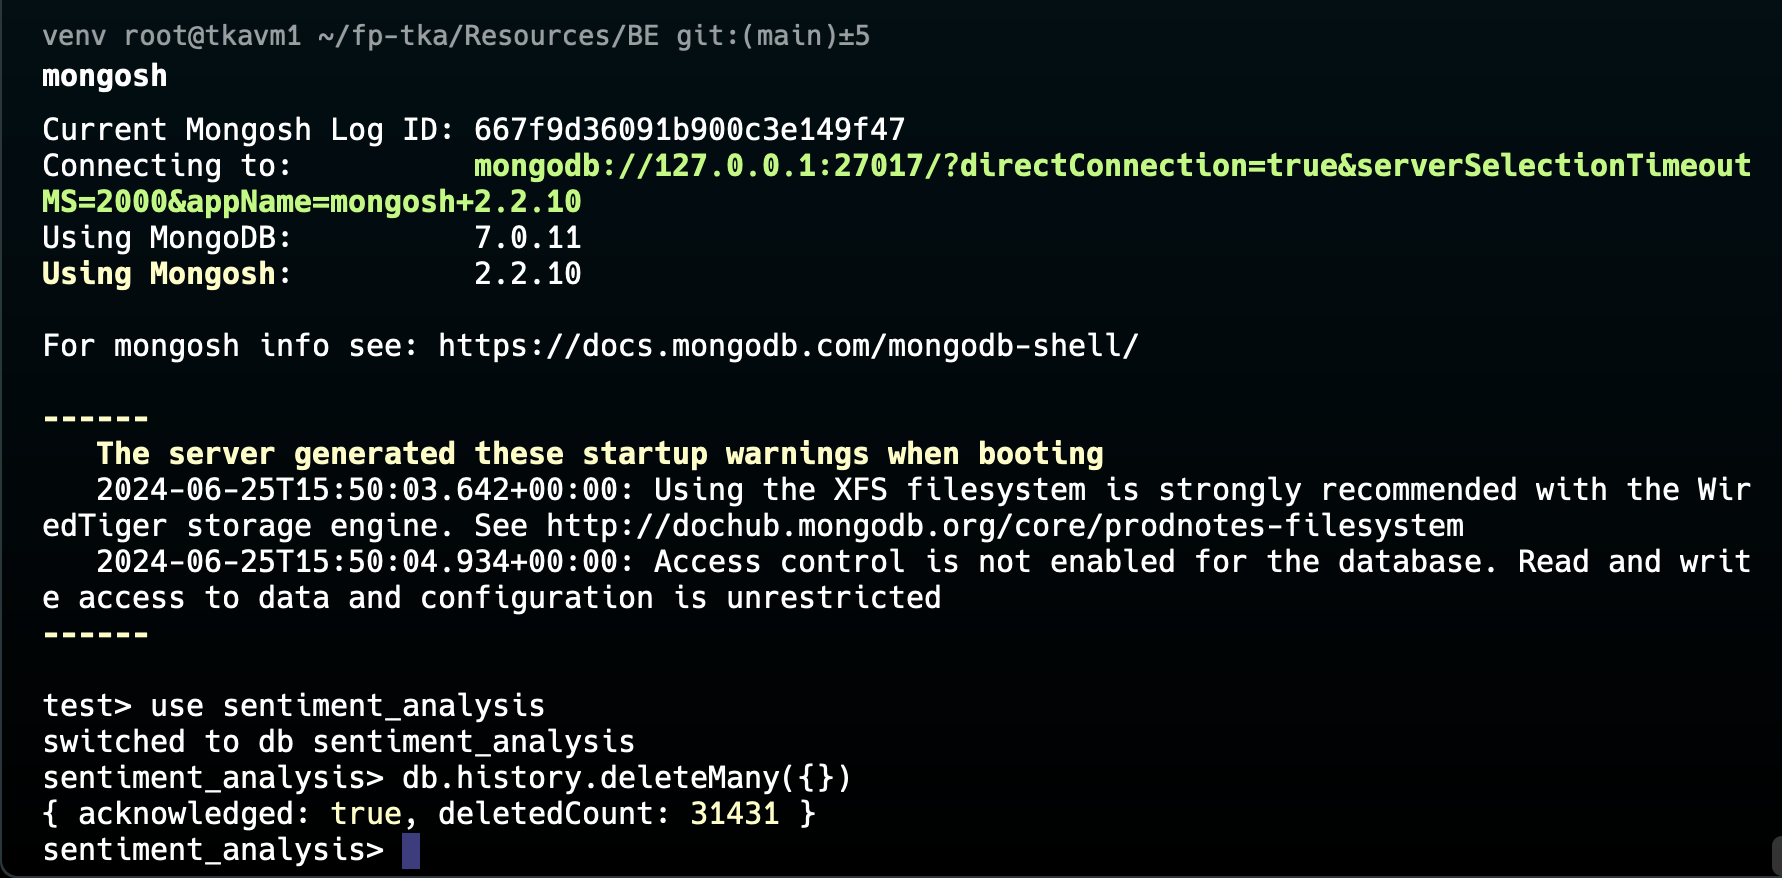 venv root@tkavm1 ~/fp-tka/Resources/BE git:(main)±5
mongosh
Current Mongosh Log ID: 667f9d36091b900c3e149f47
Connecting to:          mongodb://127.0.0.1:27017/?directConnection=true&serverSelectionTimeout
MS=2000&appName=mongosh+2.2.10
Using MongoDB:          7.0.11
Using Mongosh:          2.2.10
For mongosh info see: https://docs.mongodb.com/mongodb-shell/
------
   The server generated these startup warnings when booting
   2024-06-25T15:50:03.642+00:00: Using the XFS filesystem is strongly recommended with the Wir
edTiger storage engine. See http://dochub.mongodb.org/core/prodnotes-filesystem
   2024-06-25T15:50:04.934+00:00: Access control is not enabled for the database. Read and writ
e access to data and configuration is unrestricted
------
test> use sentiment_analysis
switched to db sentiment_analysis
sentiment_analysis> db.history.deleteMany({})
{ acknowledged: true, deletedCount: 31431 }
sentiment_analysis>